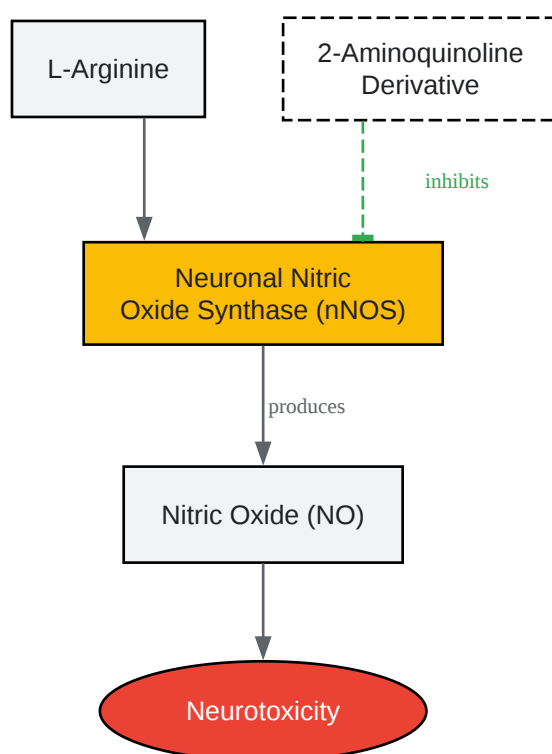 L-Arginine
2-Aminoquinoline
Derivative
inhibits
Neuronal Nitric
Oxide Synthase (nNOS)
produces
Nitric Oxide (NO)
Neurotoxicity